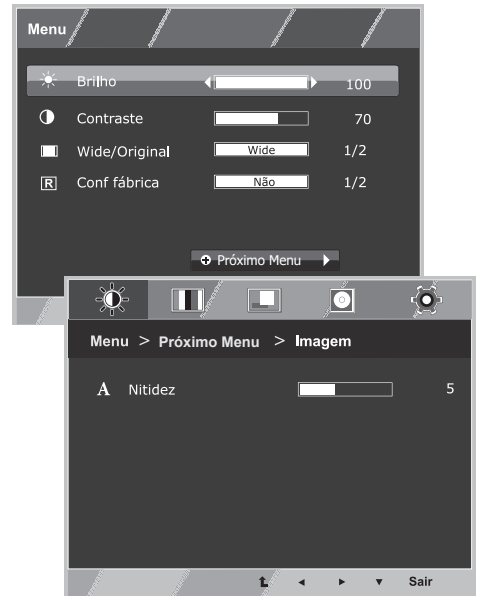 Menu
Brilho 100
Contraste 70
Wide/Original Wide 1/2
R Conf fábrica Não 1/2
Próximo Menu
Menu > Próximo Menu > Imagem
A Nitidez 5
Sair